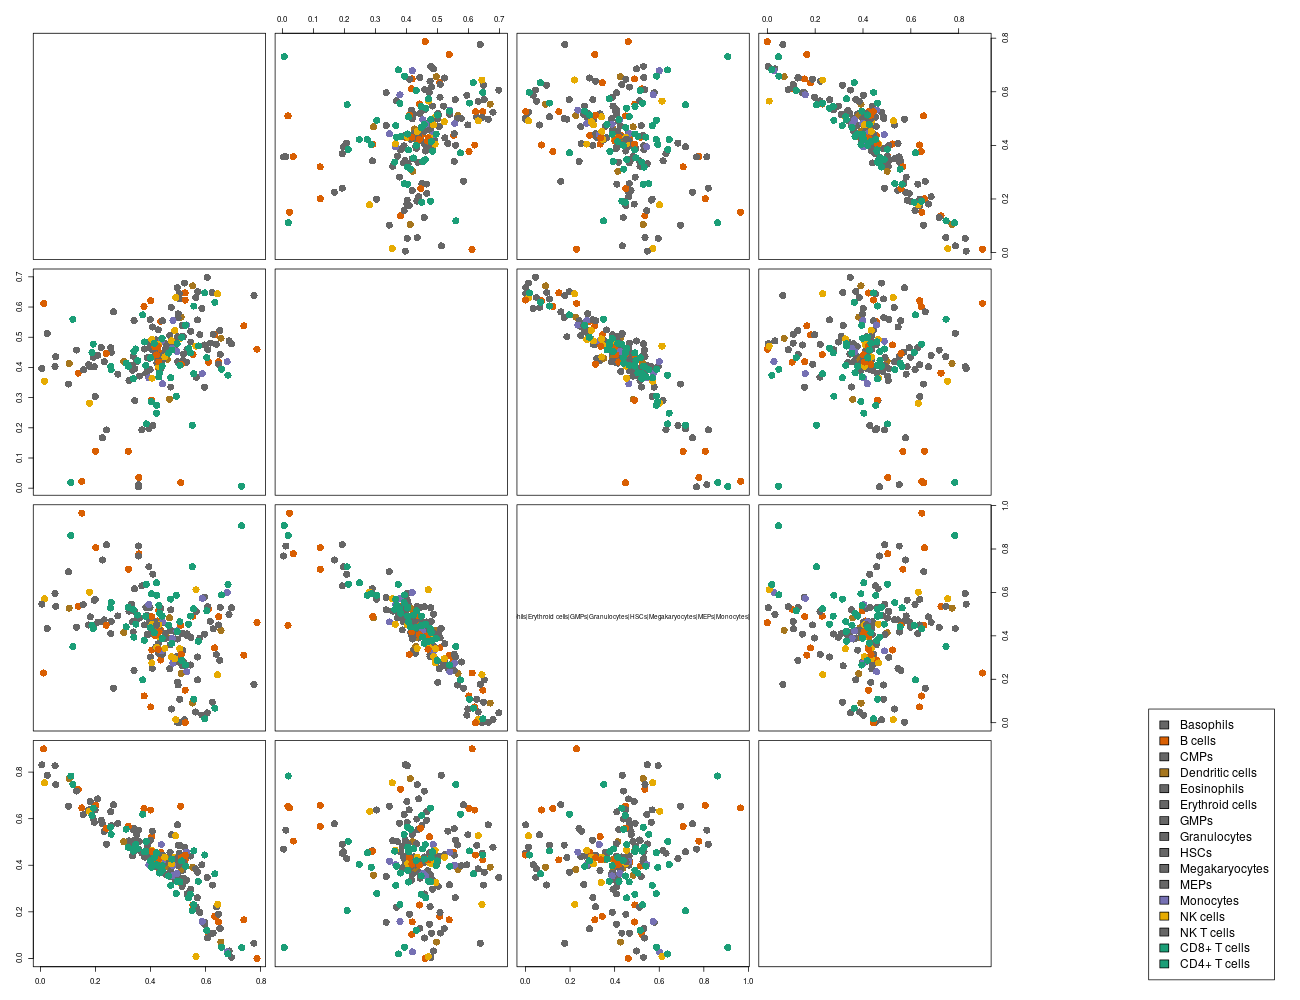 0.0 0.1 0.2 0.3 0.4 0.5 0.6 0.7
0.0 0.2 0.4 0.6 0.8
0.8
0.6
0.4
0.2
0.0
0.7
0.6
0.5
0.4
0.3
0.2
0.1
0.0
1.0
0.8
0.6
0.4
0.2
0.0
ils|Erythroid cells|GMPs|Granulocytes|HSCs|Megakaryocytes|MEPs|Monocytes|
0.8
0.6
0.4
0.2
0.0
0.0 0.2 0.4 0.6 0.8
0.0 0.2 0.4 0.6 0.8 1.0
Basophils
B cells
CMPs
Dendritic cells
Eosinophils
Erythroid cells
GMPs
Granulocytes
HSCs
Megakaryocytes
MEPs
Monocytes
NK cells
NK T cells
CD8+ T cells
CD4+ T cells